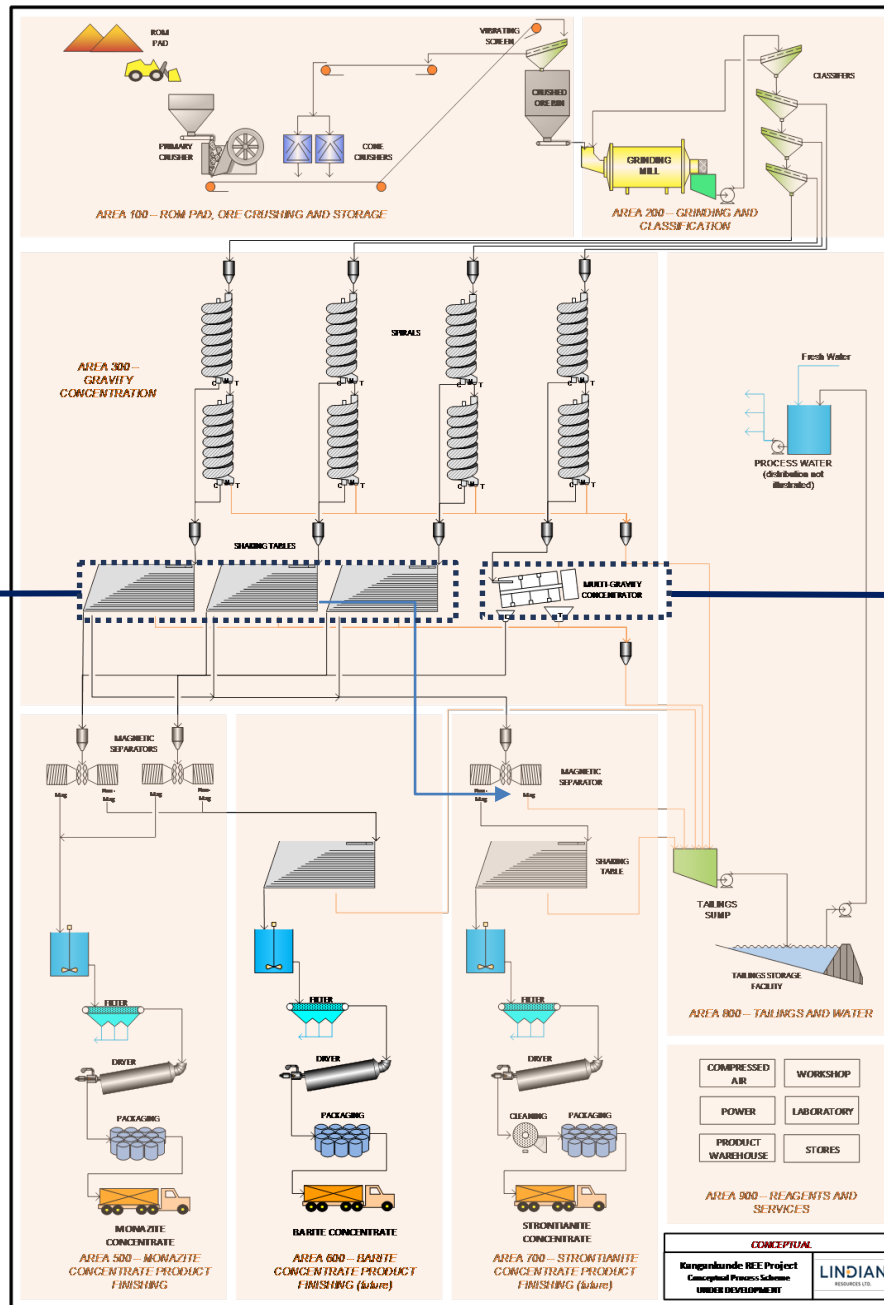 ROM
PAD
VIBRATING
SCREEN
CRUSHED
ORE BIN
CLASSIFERS
PRIMARY
CRUSHER
CONE
CRUSHERS
GRINDING
MILL
AREA 100 – ROM PAD, ORE CRUSHING AND STORAGE
AREA 200 – GRINDING AND
CLASSIFICATION
SPIRALS
AREA 300 –
GRAVITY
CONCENTRATION
C M T
C M T
C M T
C M T
C T
C T
C T
C T
Fresh Water
PROCESS WATER
(distribution not
illustrated)
SHAKING TABLES
MULTI-GRAVITY
CONCENTRATOR
MAGNETIC
SEPARATORS
Mag
Non-
Mag
Mag
Non-
Mag
MAGNETIC
SEPARATOR
Non-
Mag
Mag
SHAKING
TABLE
TAILINGS
SUMP
TAILINGS STORAGE
FACILITY
AREA 800 – TAILINGS AND WATER
FILTER
FILTER
FILTER
DRYER
DRYER
DRYER
PACKAGING
PACKAGING
CLEANING
PACKAGING
MONAZITE
CONCENTRATE
BARITE CONCENTRATE
STRONTIANITE
CONCENTRATE
AREA 500 – MONAZITE
CONCENTRATE PRODUCT
FINISHING
AREA 600 – BARITE
CONCENTRATE PRODUCT
FINISHING (future)
AREA 700 – STRONTIANITE
CONCENTRATE PRODUCT
FINISHING (future)
COMPRESSED
AIR
WORKSHOP
POWER
LABORATORY
PRODUCT
WAREHOUSE
STORES
AREA 900 – REAGENTS AND
SERVICES
CONCEPTUAL
Kangankunde REE Project
Conceptual Process Scheme
UNDER DEVELOPMENT
LINDIAN
RESOURCES LTD.